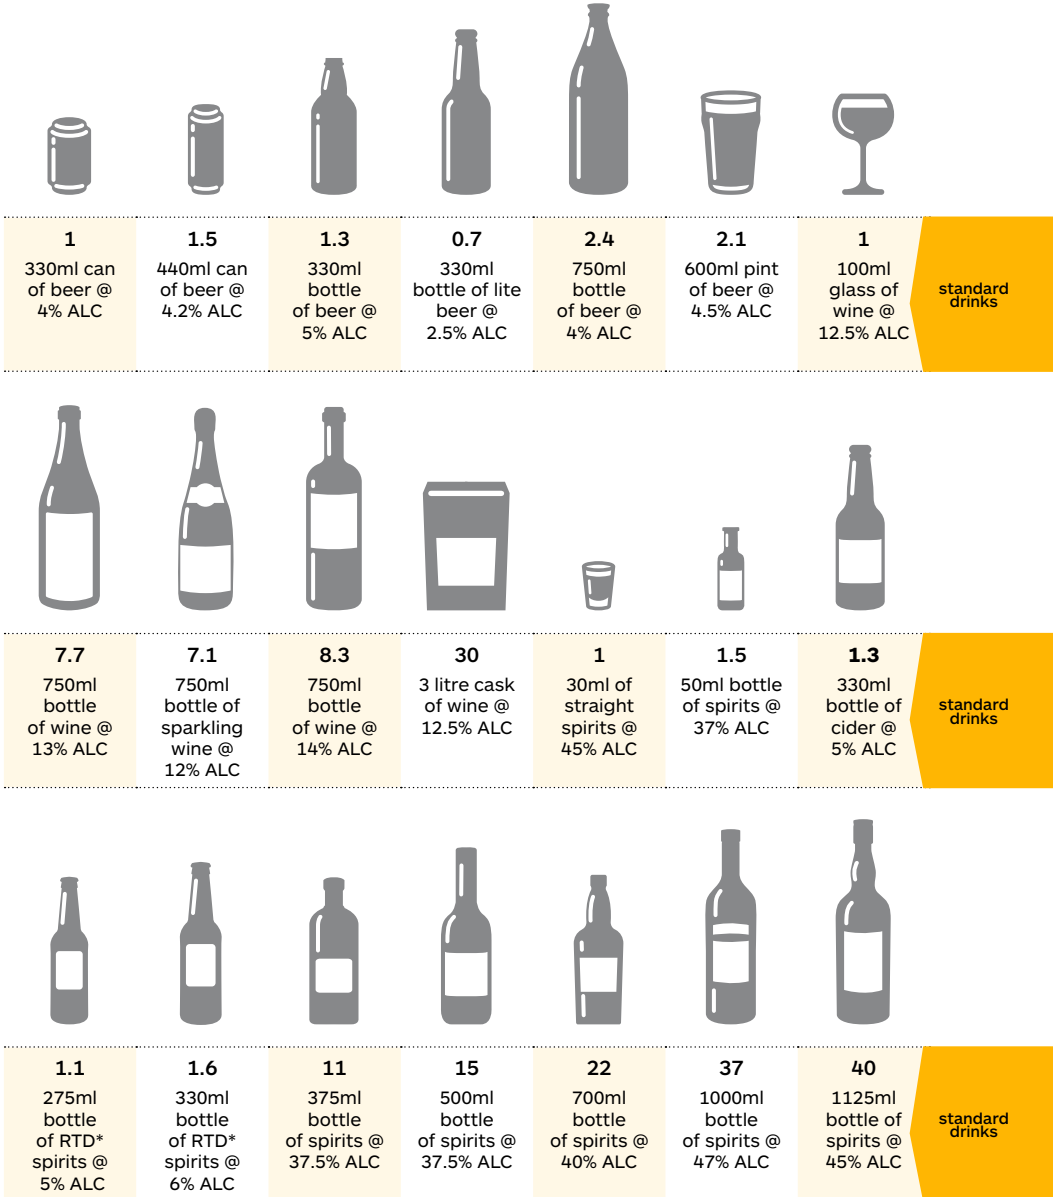 1
330ml can
of beer @
4% ALC
1.5
440ml can
of beer @
4.2% ALC
1.3
330ml
bottle
of beer @
5% ALC
0.7
330ml
bottle of lite
beer @
2.5% ALC
2.4
750ml
bottle
of beer @
4% ALC
2.1
600ml pint
of beer @
4.5% ALC
1
100ml
glass of
wine @
12.5% ALC
standard
drinks
7.7
750ml
bottle
of wine @
13% ALC
7.1
750ml
bottle of
sparkling
wine @
12% ALC
8.3
750ml
bottle
of wine @
14% ALC
30
3 litre cask
of wine @
12.5% ALC
1
30ml of
straight
spirits @
45% ALC
1.5
50ml bottle
of spirits @
37% ALC
1.3
330ml
bottle of
cider @
5% ALC
standard
drinks
1.1
275ml
bottle
of RTD*
spirits @
5% ALC
1.6
330ml
bottle
of RTD*
spirits @
6% ALC
11
375ml
bottle
of spirits @
37.5% ALC
15
500ml
bottle
of spirits @
37.5% ALC
22
700ml
bottle
of spirits @
40% ALC
37
1000ml
bottle
of spirits @
47% ALC
40
1125ml
bottle of
spirits @
45% ALC
standard
drinks